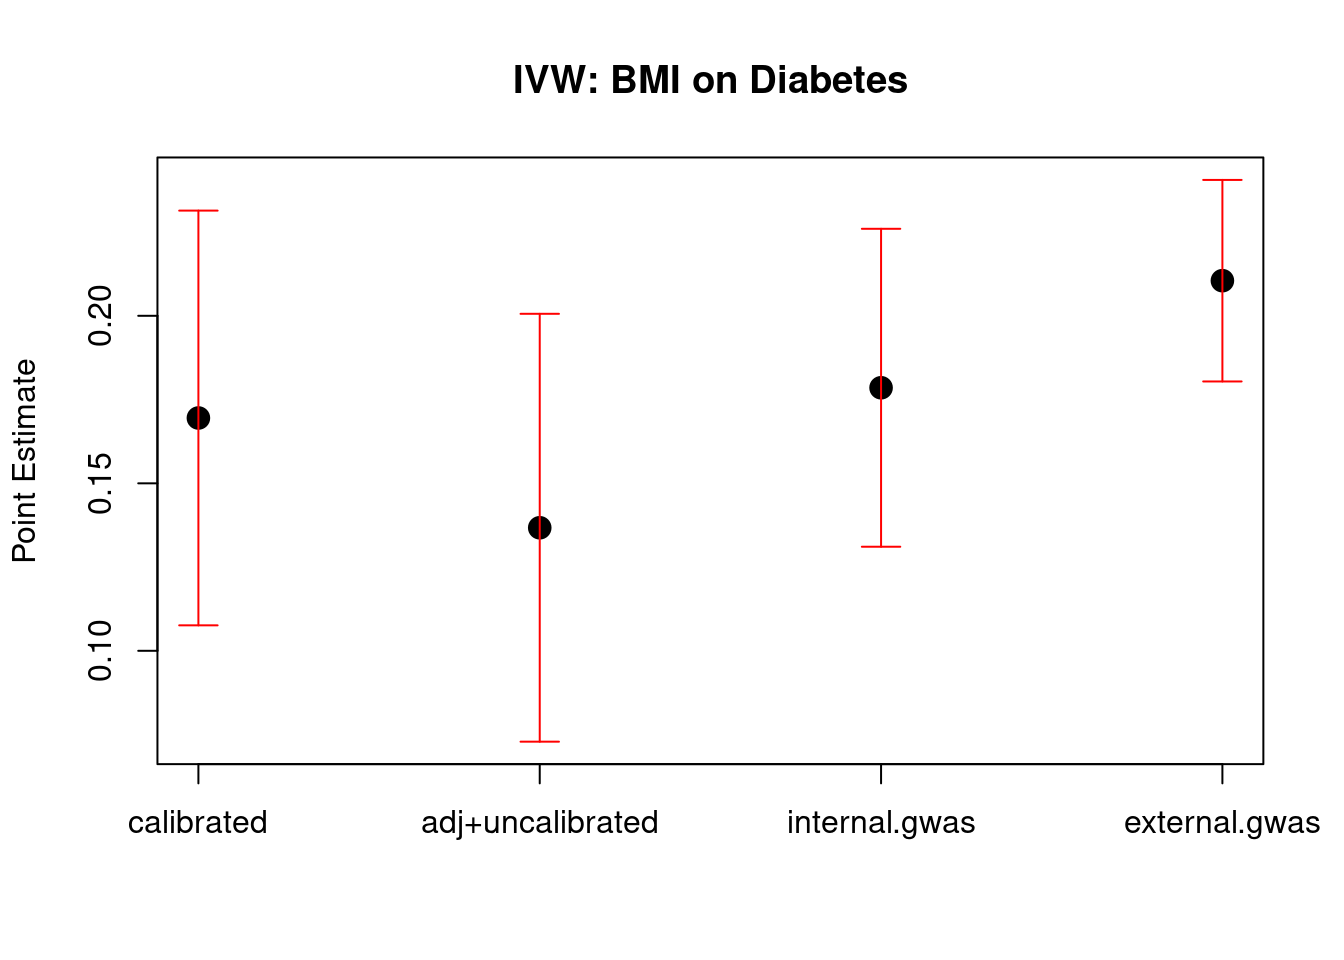 IVW: BMI on Diabetes
Point Estimate
0.20
0.15
0.10
calibrated
adj+uncalibrated
internal.gwas
external.gwas